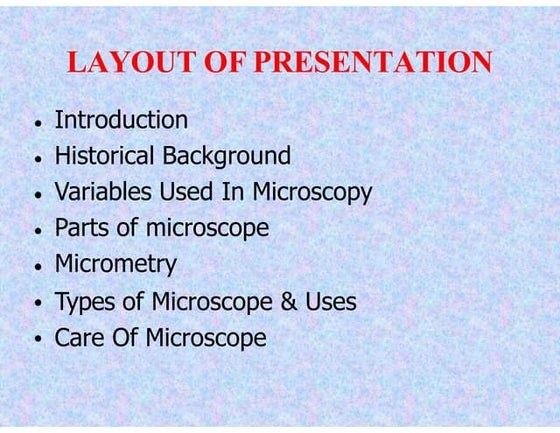 LAYOUT OF PRESENTATION
• Introduction
• Historical Background
• Variables Used In Microscopy
• Parts of microscope
• Micrometry
• Types of Microscope & Uses
• Care Of Microscope